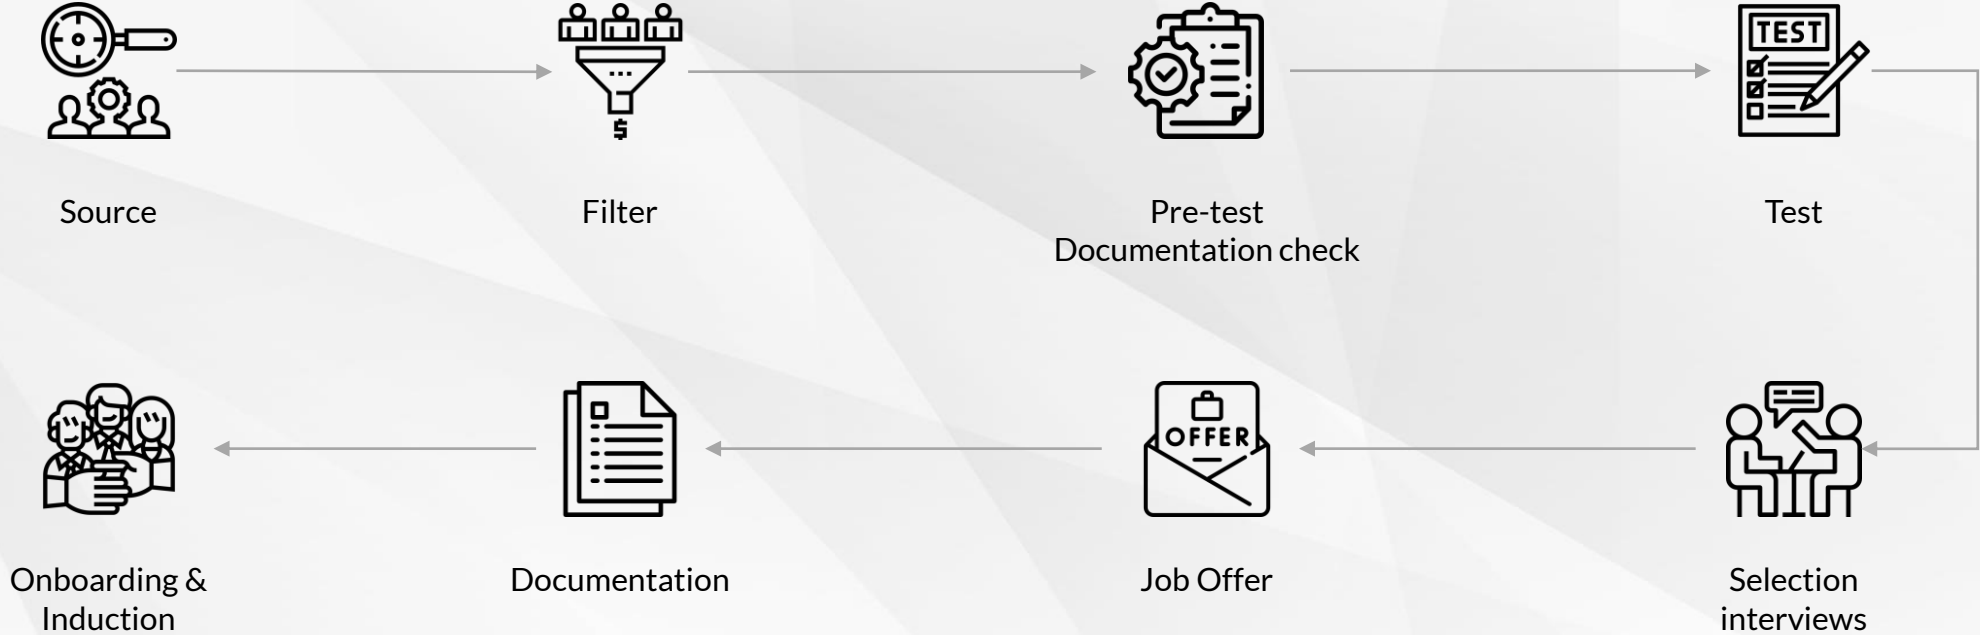 TEST
Source
Filter
Pre-test
Documentation check
Test
OFFER
Onboarding &
Induction
Documentation
Job Offer
Selection
interviews